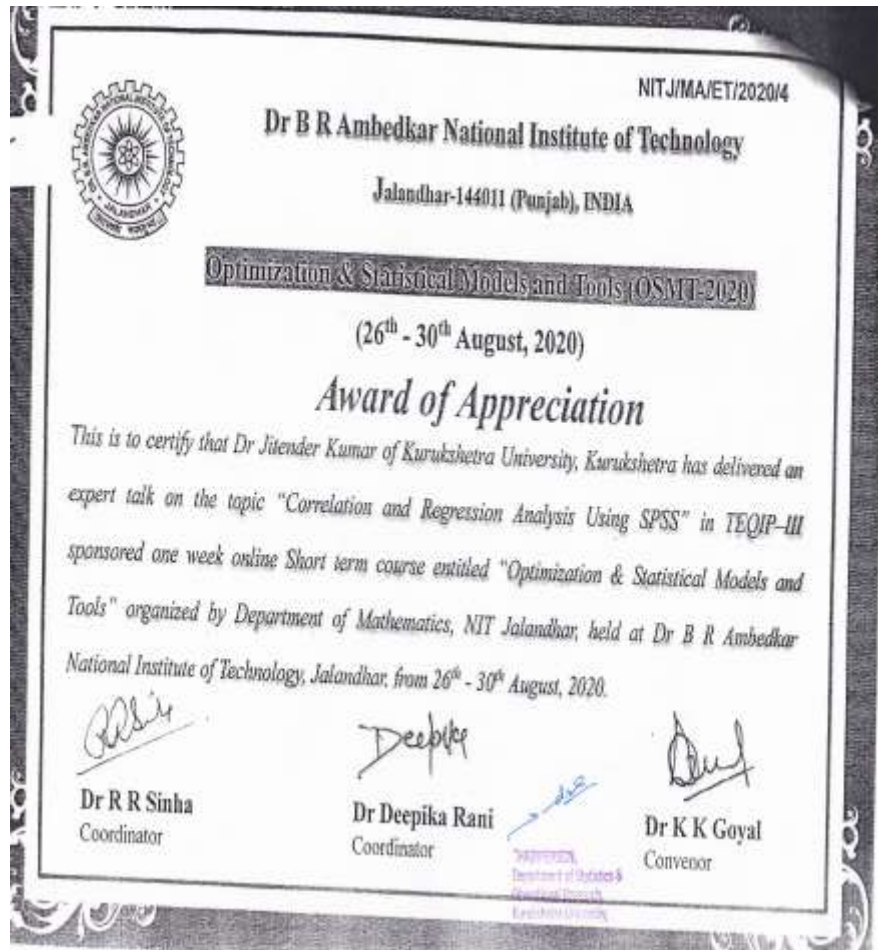 NITJ/MA/ET/2020/4
Dr B R Ambedkar National Institute of Technology
Jalandhar-144011 (Punjab), INDIA
Optimization & Statistical Models and Tools (OSMT-2020)
(26th - 30th August, 2020)
Award of Appreciation
This is to certify that Dr Jitender Kumar of Kurukshetra University, Kurukshetra has delivered an
expert talk on the topic "Correlation and Regression Analysis Using SPSS" in TEQIP–III
sponsored one week online Short term course entitled "Optimization & Statistical Models and
Tools" organized by Department of Mathematics, NIT Jalandhar, held at Dr B R Ambedkar
National Institute of Technology, Jalandhar, from 26th - 30th August, 2020.
Deepika
Dr R R Sinha
Coordinator
Dr Deepika Rani
Coordinator
Dr K K Goyal
Convenor
Department of Statistics &
Kurukshetra University